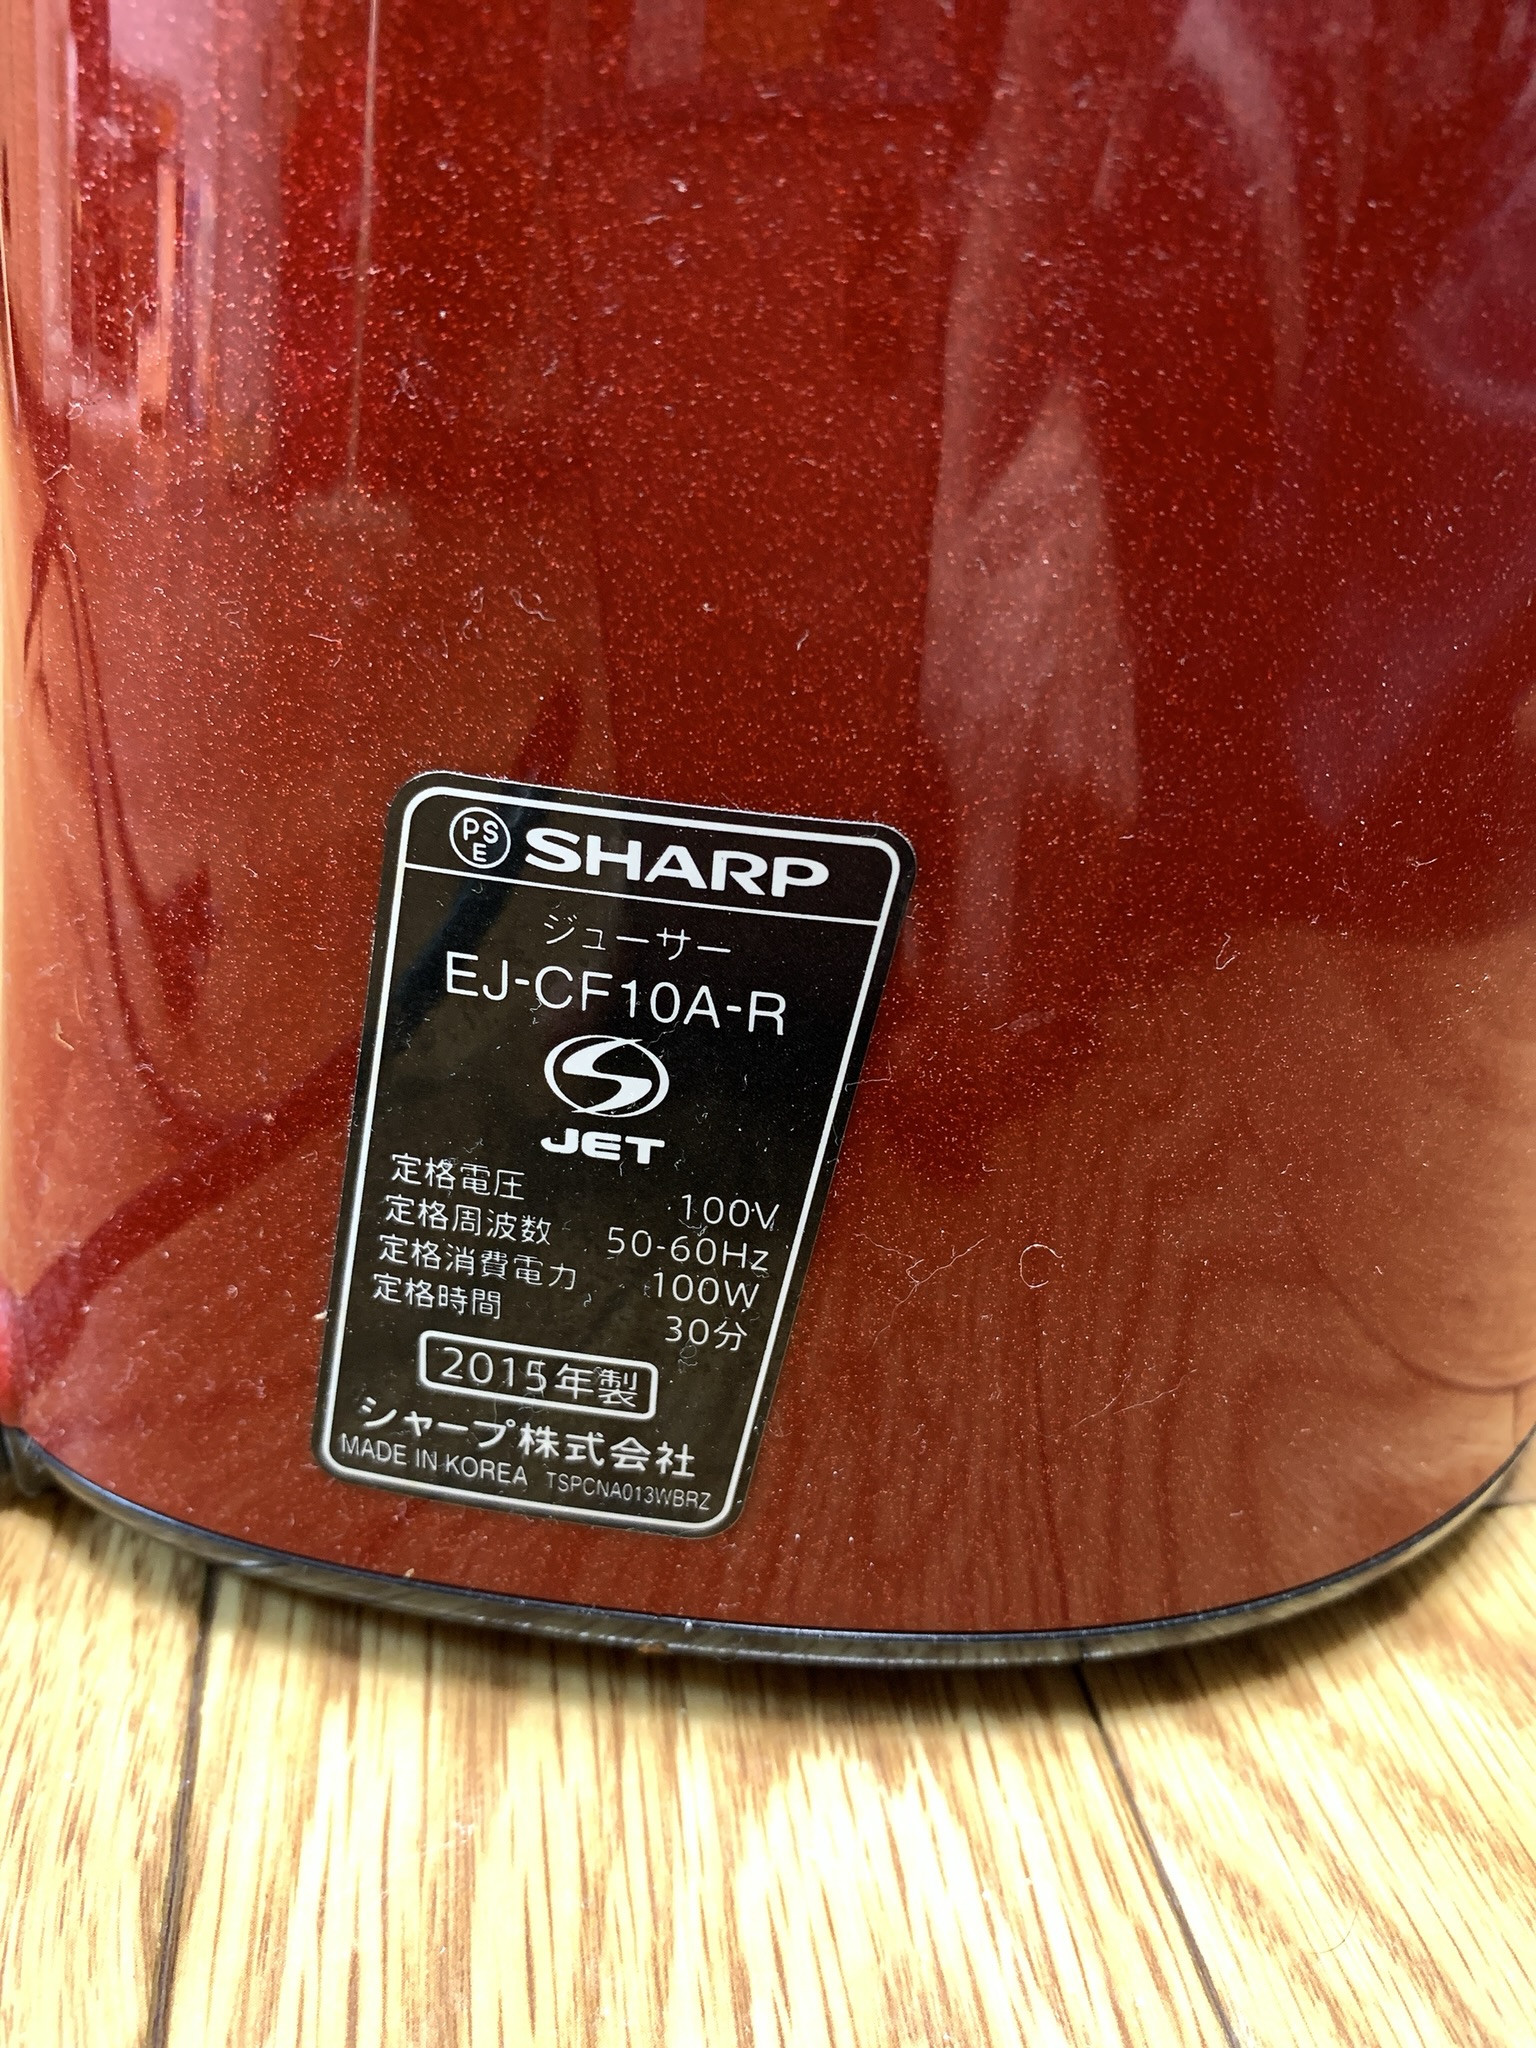 PS
E SHARP
ジューサー
EJ-CF10A-R
JET
定格電圧 100V
定格周波数 50-60Hz
定格消費電力 100W
定格時間 30分
2015年製
シャープ株式会社
MADE IN KOREA TSPCNA013WBRZ